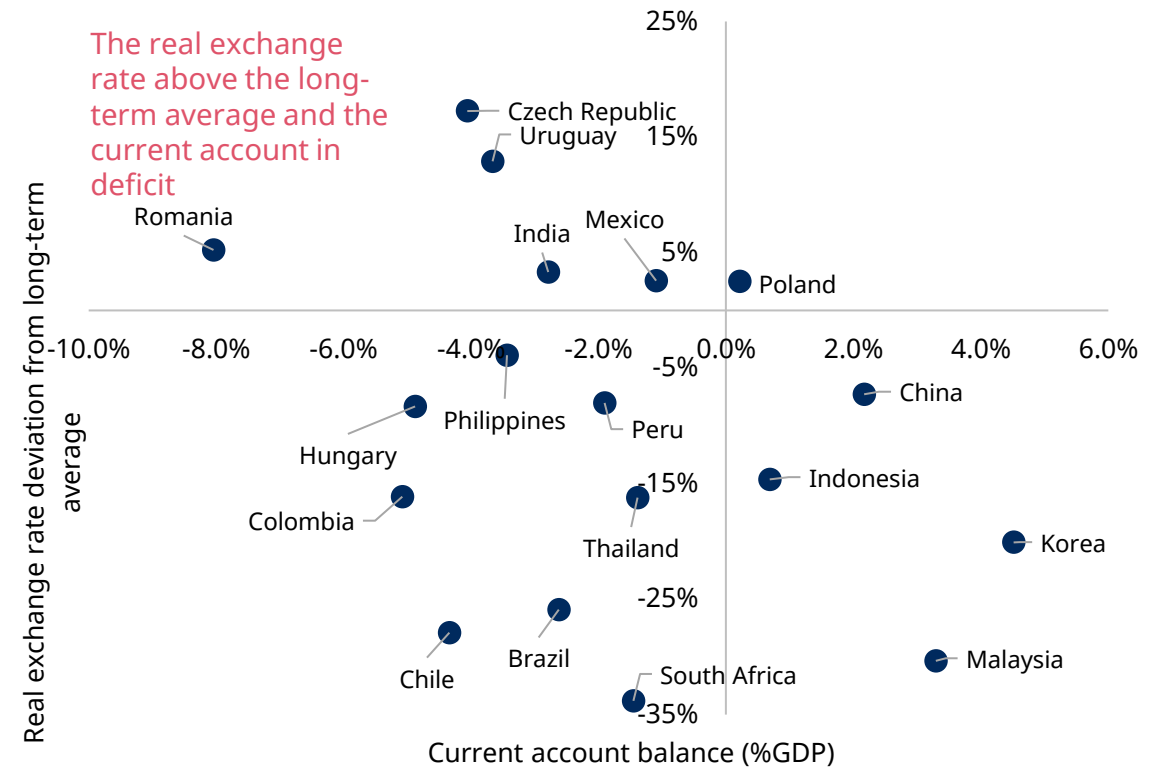 25%
The real exchange
rate above the long-
term average and the
current account in
deficit
Czech Republic
Uruguay
15%
Romania
Mexico
India
5%
Poland
-10.0%
-8.0%
-6.0%
-4.0%
-2.0%
0.0%
2.0%
4.0%
6.0%
-5%
China
Philippines
Peru
Hungary
-15%
Indonesia
Colombia
Thailand
Korea
-25%
Brazil
Malaysia
Chile
South Africa
-35%
Real exchange rate deviation from long-term
average
Current account balance (%GDP)